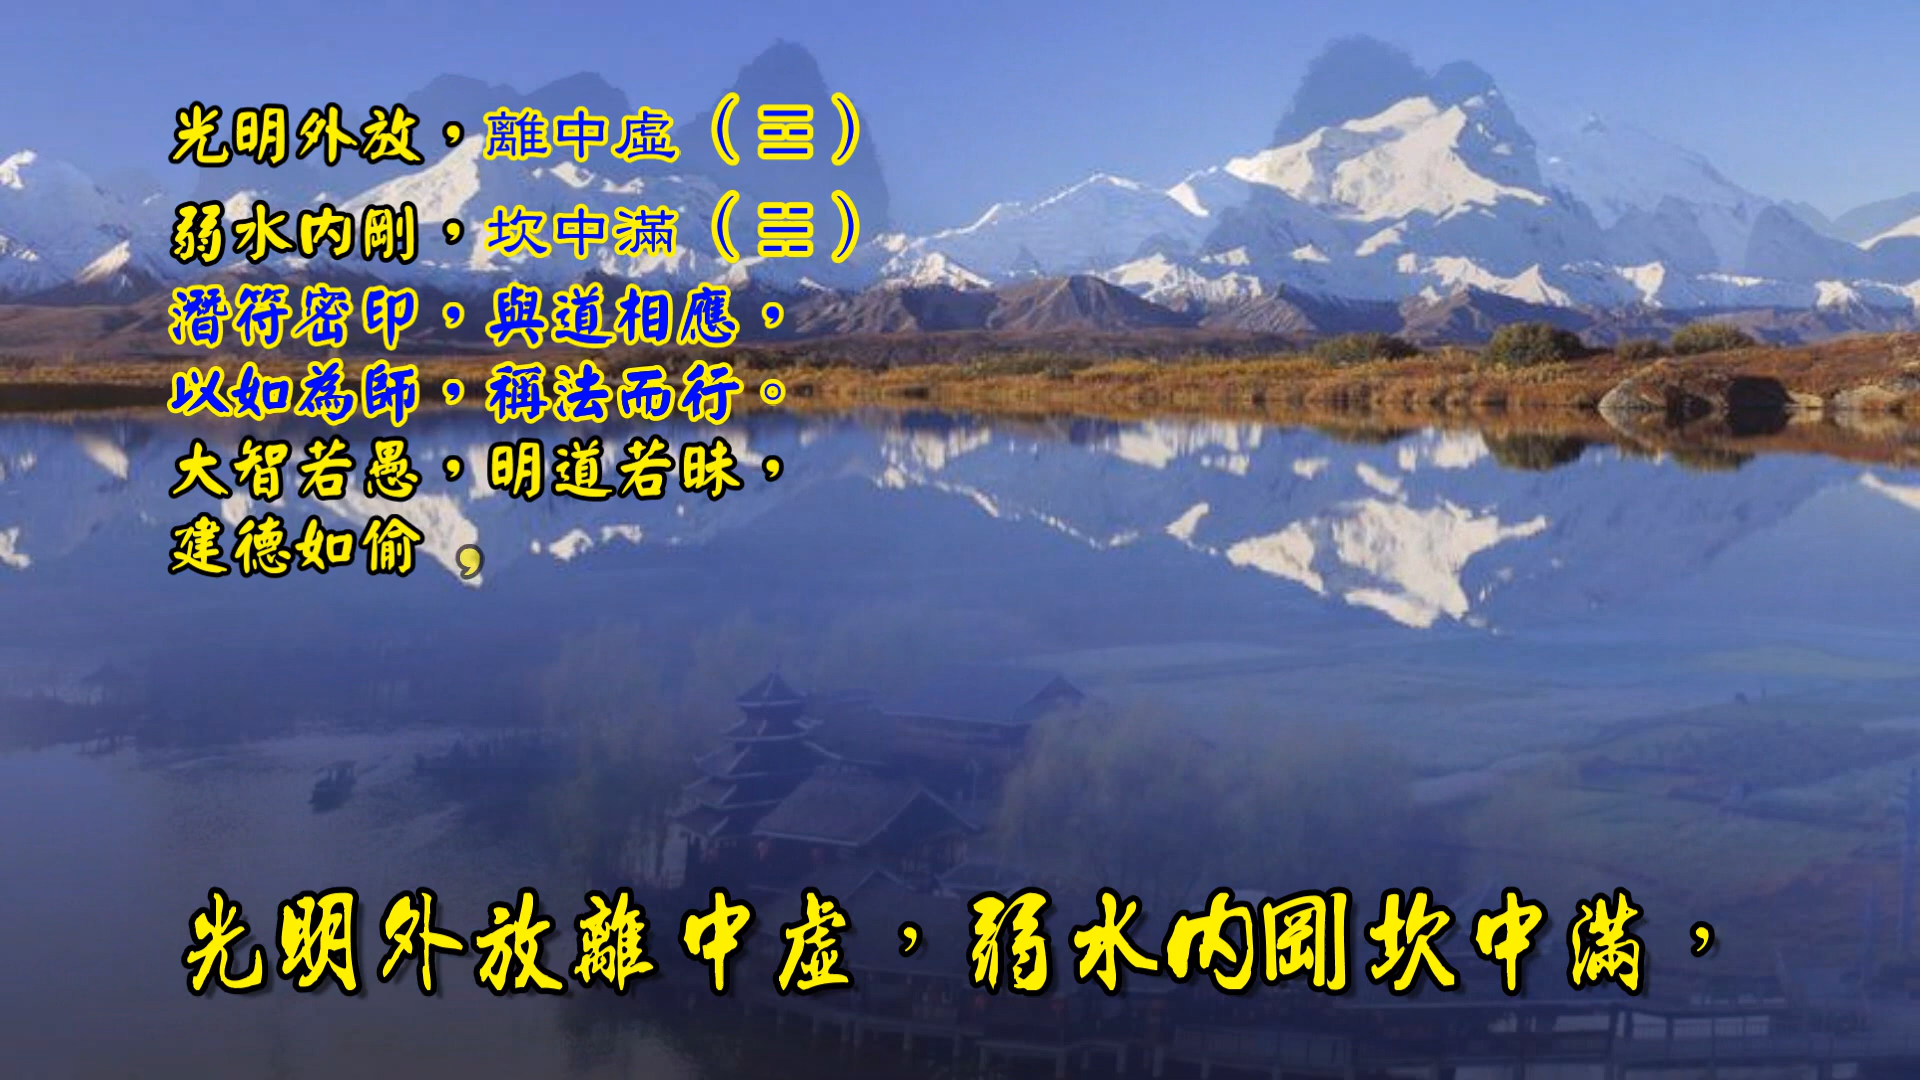 光明外放，離中虛（☲）
弱水內剛，坎中滿（☵）
潛符密印，與道相應，
以如為師，稱法而行。
大智若愚，明道若昧，
建德如偷，
光明外放離中虛，弱水內剛坎中滿，